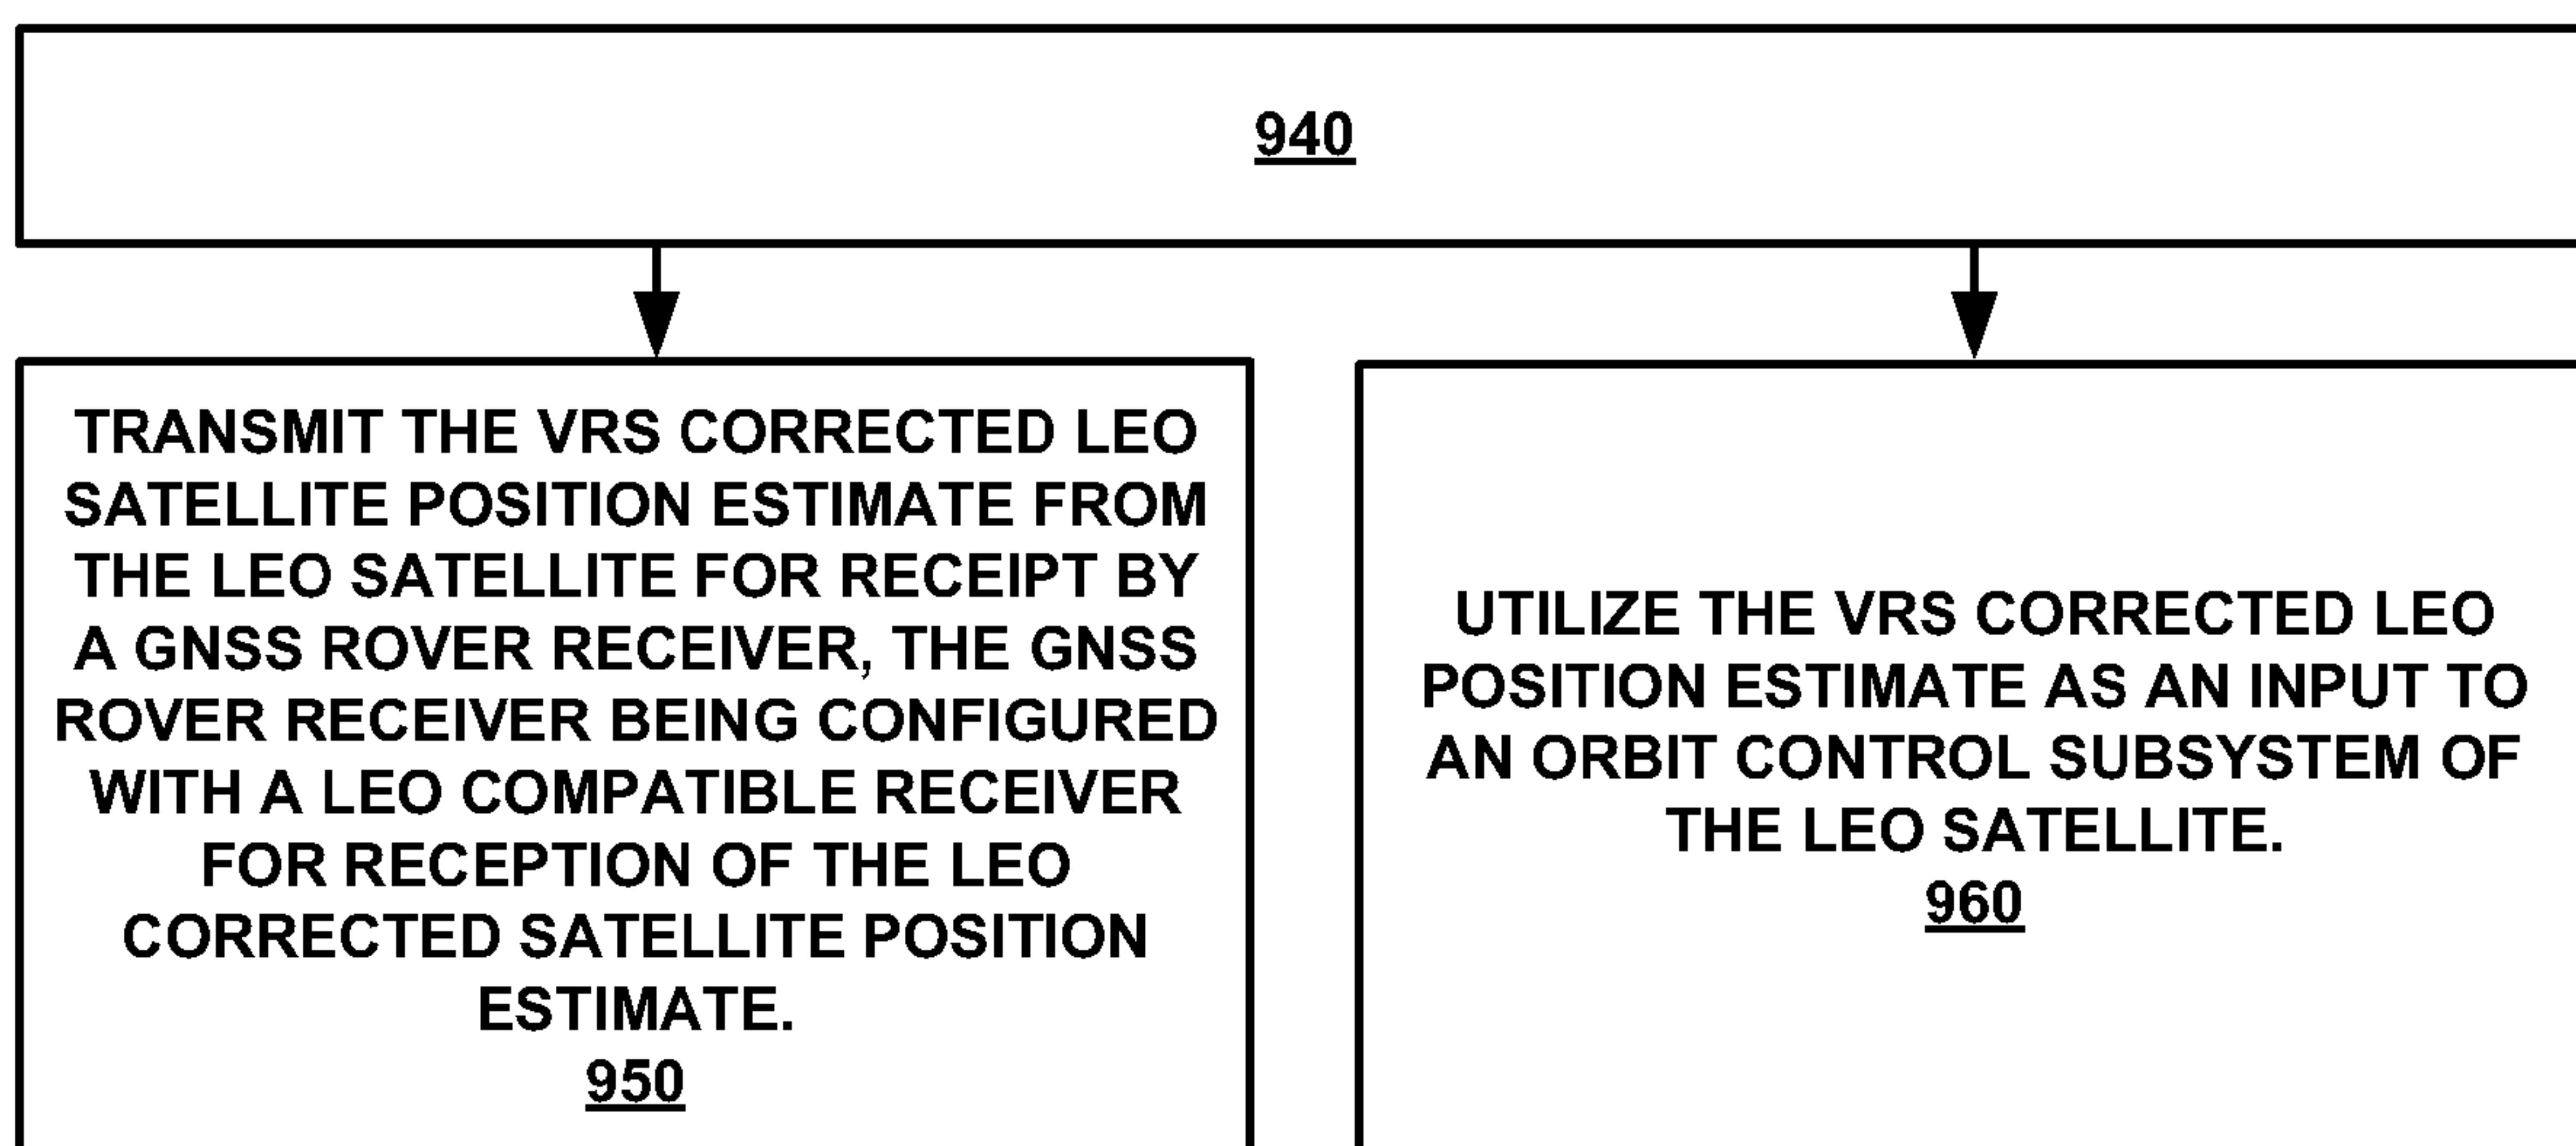 940
TRANSMIT THE VRS CORRECTED LEO
SATELLITE POSITION ESTIMATE FROM
THE LEO SATELLITE FOR RECEIPT BY
A GNSS ROVER RECEIVER, THE GNSS
ROVER RECEIVER BEING CONFIGURED
WITH A LEO COMPATIBLE RECEIVER
FOR RECEPTION OF THE LEO
CORRECTED SATELLITE POSITION
ESTIMATE.
950
UTILIZE THE VRS CORRECTED LEO
POSITION ESTIMATE AS AN INPUT TO
AN ORBIT CONTROL SUBSYSTEM OF
THE LEO SATELLITE.
960